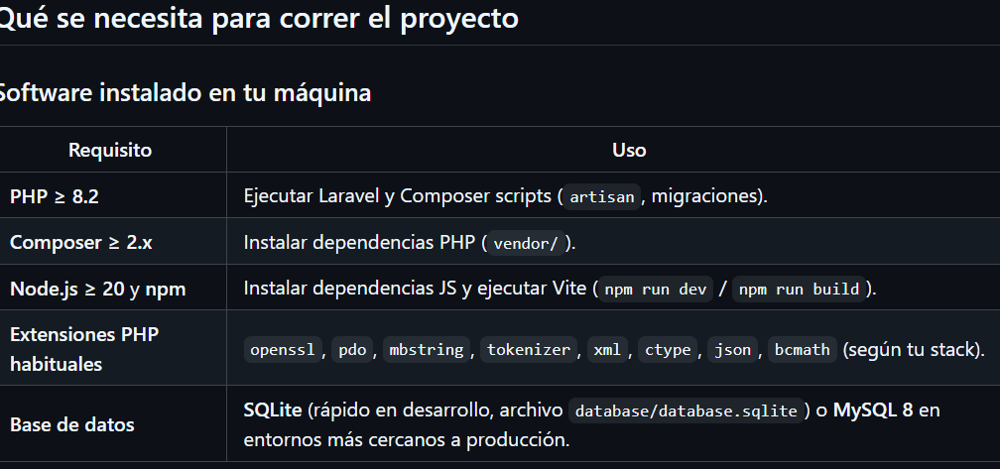 Qué se necesita para correr el proyecto
Software instalado en tu máquina
Requisito Uso
PHP ≥ 8.2 Ejecutar Laravel y Composer scripts (artisan, migraciones).
Composer ≥ 2.x Instalar dependencias PHP (vendor/).
Node.js ≥ 20 y npm Instalar dependencias JS y ejecutar Vite (npm run dev / npm run build).
Extensiones PHP
habituales
openssl, pdo, mbstring, tokenizer, xml, ctype, json, bcmath (según tu stack).
Base de datos
SQLite (rápido en desarrollo, archivo database/database.sqlite) o MySQL 8 en
entornos más cercanos a producción.